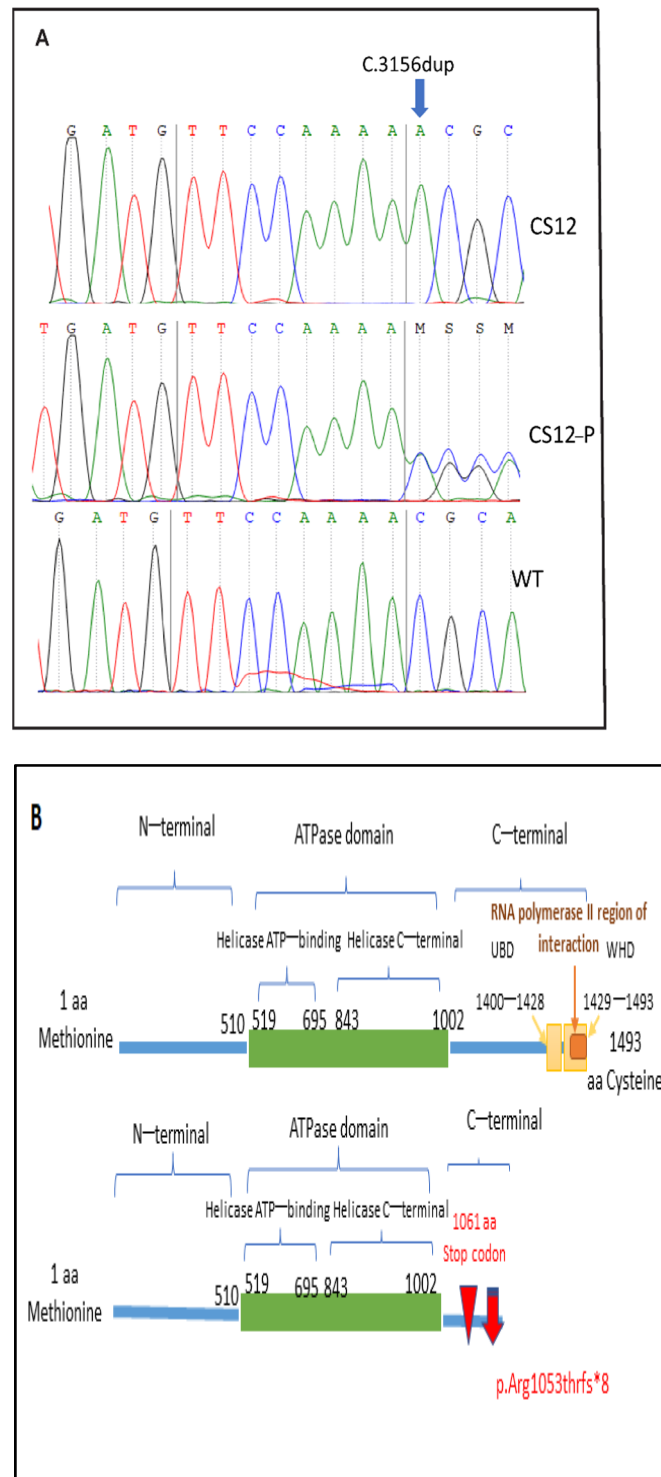 A
C.3156dup
G A T G T T C C A A A A A C G C
CS12
T G A T G T T C C A A A A M S S M
CS12-P
G A T G T T C C A A A A C G C A
WT
B
N—terminal ATPase domain C—terminal
RNA polymerase II region of
interaction
Helicase ATP—binding Helicase C—terminal UBD WHD
1400—1428 1429—1493
1 aa
Methionine
510 519 695 843 1002
1493
aa Cysteine
N—terminal ATPase domain C—terminal
Helicase ATP—binding Helicase C—terminal
1061 aa
Stop codon
1 aa
Methionine
510 519 695 843 1002
p.Arg1053thrfs*8